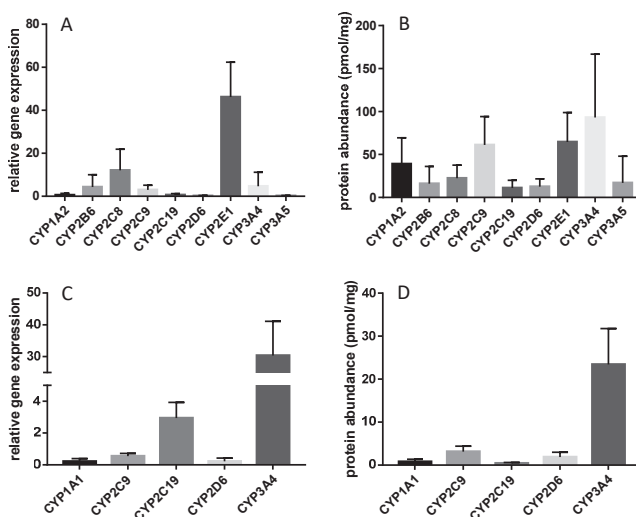 A
relative gene expression
80
60
40
20
0
CYP1A2
CYP2B6
CYP2C8
CYP2C9
CYP2C19
CYP2D6
CYP2E1
CYP3A4
CYP3A5
B
protein abundance (pmol/mg)
200
150
100
50
0
CYP1A2
CYP2B6
CYP2C8
CYP2C9
CYP2C19
CYP2D6
CYP2E1
CYP3A4
CYP3A5
C
relative gene expression
50
40
30
4
2
0
CYP1A1
CYP2C9
CYP2C19
CYP2D6
CYP3A4
D
protein abundance (pmol/mg)
40
30
20
10
0
CYP1A1
CYP2C9
CYP2C19
CYP2D6
CYP3A4